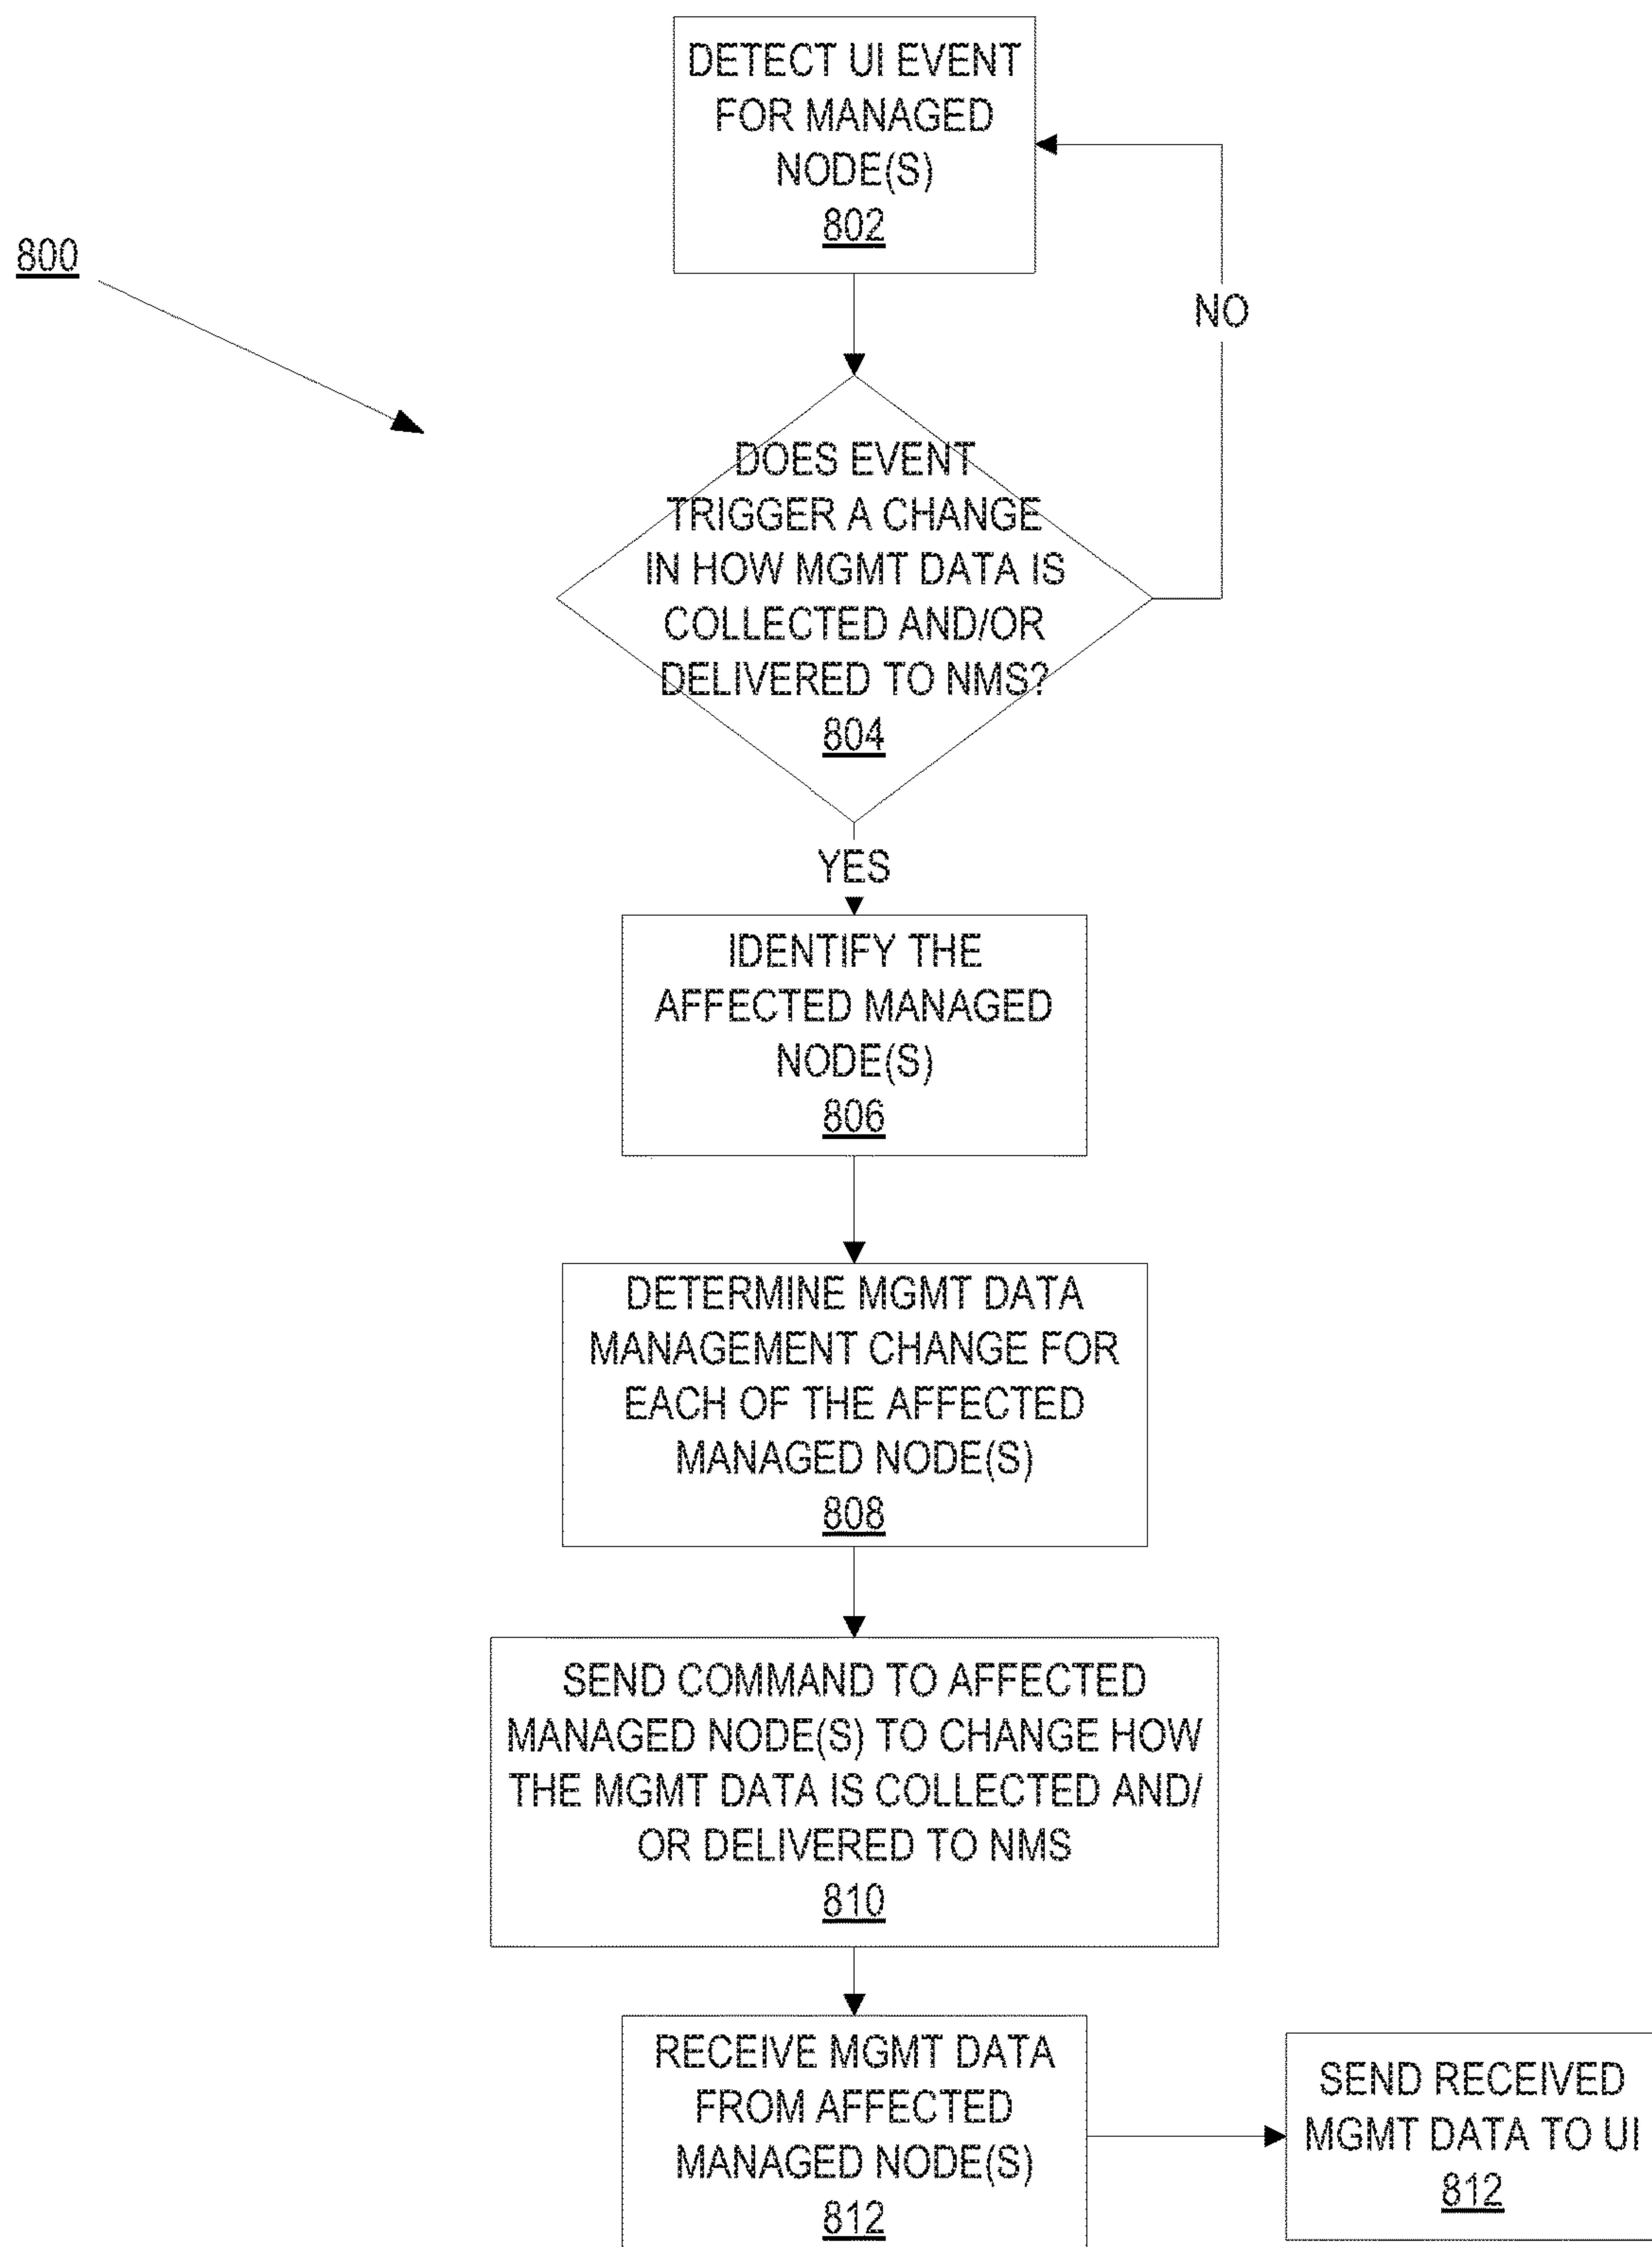 DETECT UI EVENT
FOR MANAGED
NODE(S)
802
800
NO
DOES EVENT
TRIGGER A CHANGE
IN HOW MGMT DATA IS
COLLECTED AND/OR
DELIVERED TO NMS?
804
YES
IDENTIFY THE
AFFECTED MANAGED
NODE(S)
806
DETERMINE MGMT DATA
MANAGEMENT CHANGE FOR
EACH OF THE AFFECTED
MANAGED NODE(S)
808
SEND COMMAND TO AFFECTED
MANAGED NODE(S) TO CHANGE HOW
THE MGMT DATA IS COLLECTED AND/
OR DELIVERED TO NMS
810
RECEIVE MGMT DATA
FROM AFFECTED
MANAGED NODE(S)
812
SEND RECEIVED
MGMT DATA TO UI
812